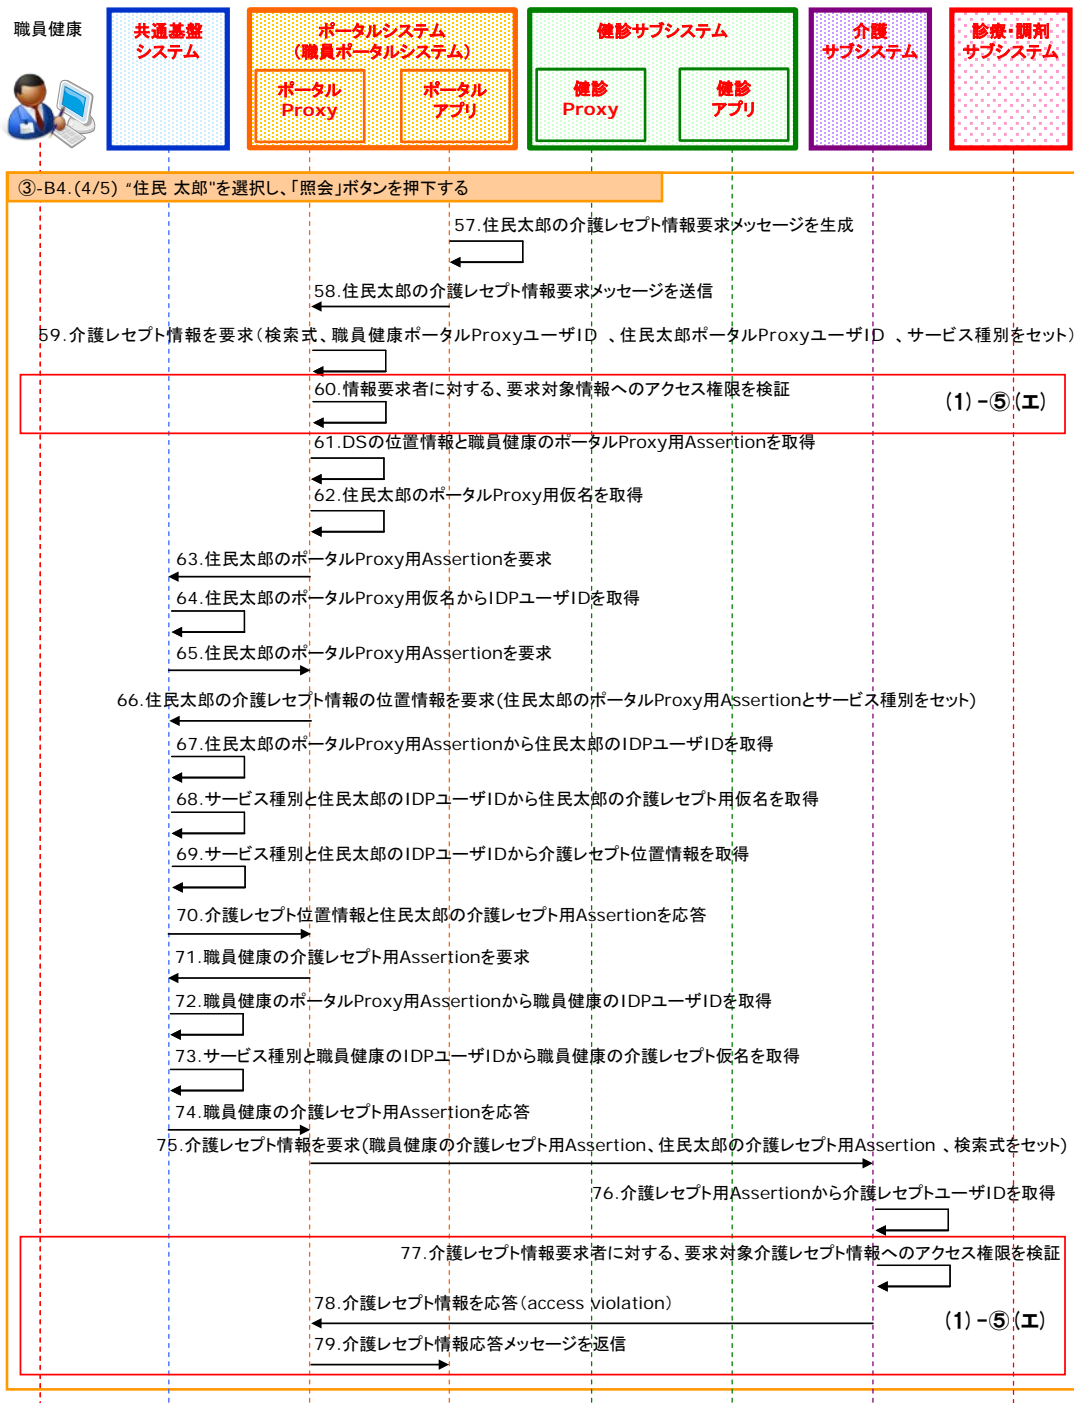 職員健康
共通基盤
システム
ポータルシステム
（職員ポータルシステム）
ポータル
Proxy
ポータル
アプリ
健診サブシステム
健診
Proxy
健診
アプリ
介護
サブシステム
診療・調剤
サブシステム
③-B4.(4/5) “住民 太郎"を選択し、「照会」ボタンを押下する
57.住民太郎の介護レセプト情報要求メッセージを生成
58.住民太郎の介護レセプト情報要求メッセージを送信
59.介護レセプト情報を要求（検索式、職員健康ポータルProxyユーザID 、住民太郎ポータルProxyユーザID 、サービス種別をセット）
60.情報要求者に対する、要求対象情報へのアクセス権限を検証
(1)-⑤(エ)
61.DSの位置情報と職員健康のポータルProxy用Assertionを取得
62.住民太郎のポータルProxy用仮名を取得
63.住民太郎のポータルProxy用Assertionを要求
64.住民太郎のポータルProxy用仮名からIDPユーザIDを取得
65.住民太郎のポータルProxy用Assertionを要求
66.住民太郎の介護レセプト情報の位置情報を要求(住民太郎のポータルProxy用Assertionとサービス種別をセット)
67.住民太郎のポータルProxy用Assertionから住民太郎のIDPユーザIDを取得
68.サービス種別と住民太郎のIDPユーザIDから住民太郎の介護レセプト用仮名を取得
69.サービス種別と住民太郎のIDPユーザIDから介護レセプト位置情報を取得
70.介護レセプト位置情報と住民太郎の介護レセプト用Assertionを応答
71.職員健康の介護レセプト用Assertionを要求
72.職員健康のポータルProxy用Assertionから職員健康のIDPユーザIDを取得
73.サービス種別と職員健康のIDPユーザIDから職員健康の介護レセプト仮名を取得
74.職員健康の介護レセプト用Assertionを応答
75.介護レセプト情報を要求(職員健康の介護レセプト用Assertion、住民太郎の介護レセプト用Assertion 、検索式をセット)
76.介護レセプト用Assertionから介護レセプトユーザIDを取得
77.介護レセプト情報要求者に対する、要求対象介護レセプト情報へのアクセス権限を検証
78.介護レセプト情報を応答（access violation）
(1)-⑤(エ)
79.介護レセプト情報応答メッセージを返信